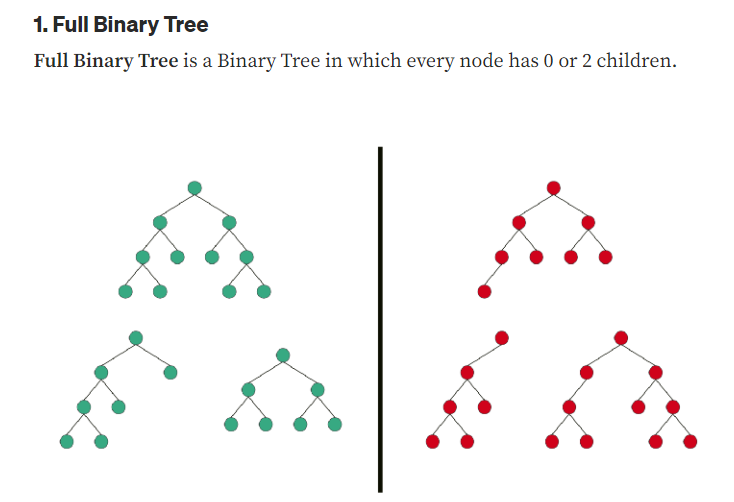 1. Full Binary Tree
Full Binary Tree is a Binary Tree in which every node has 0 or 2 children.